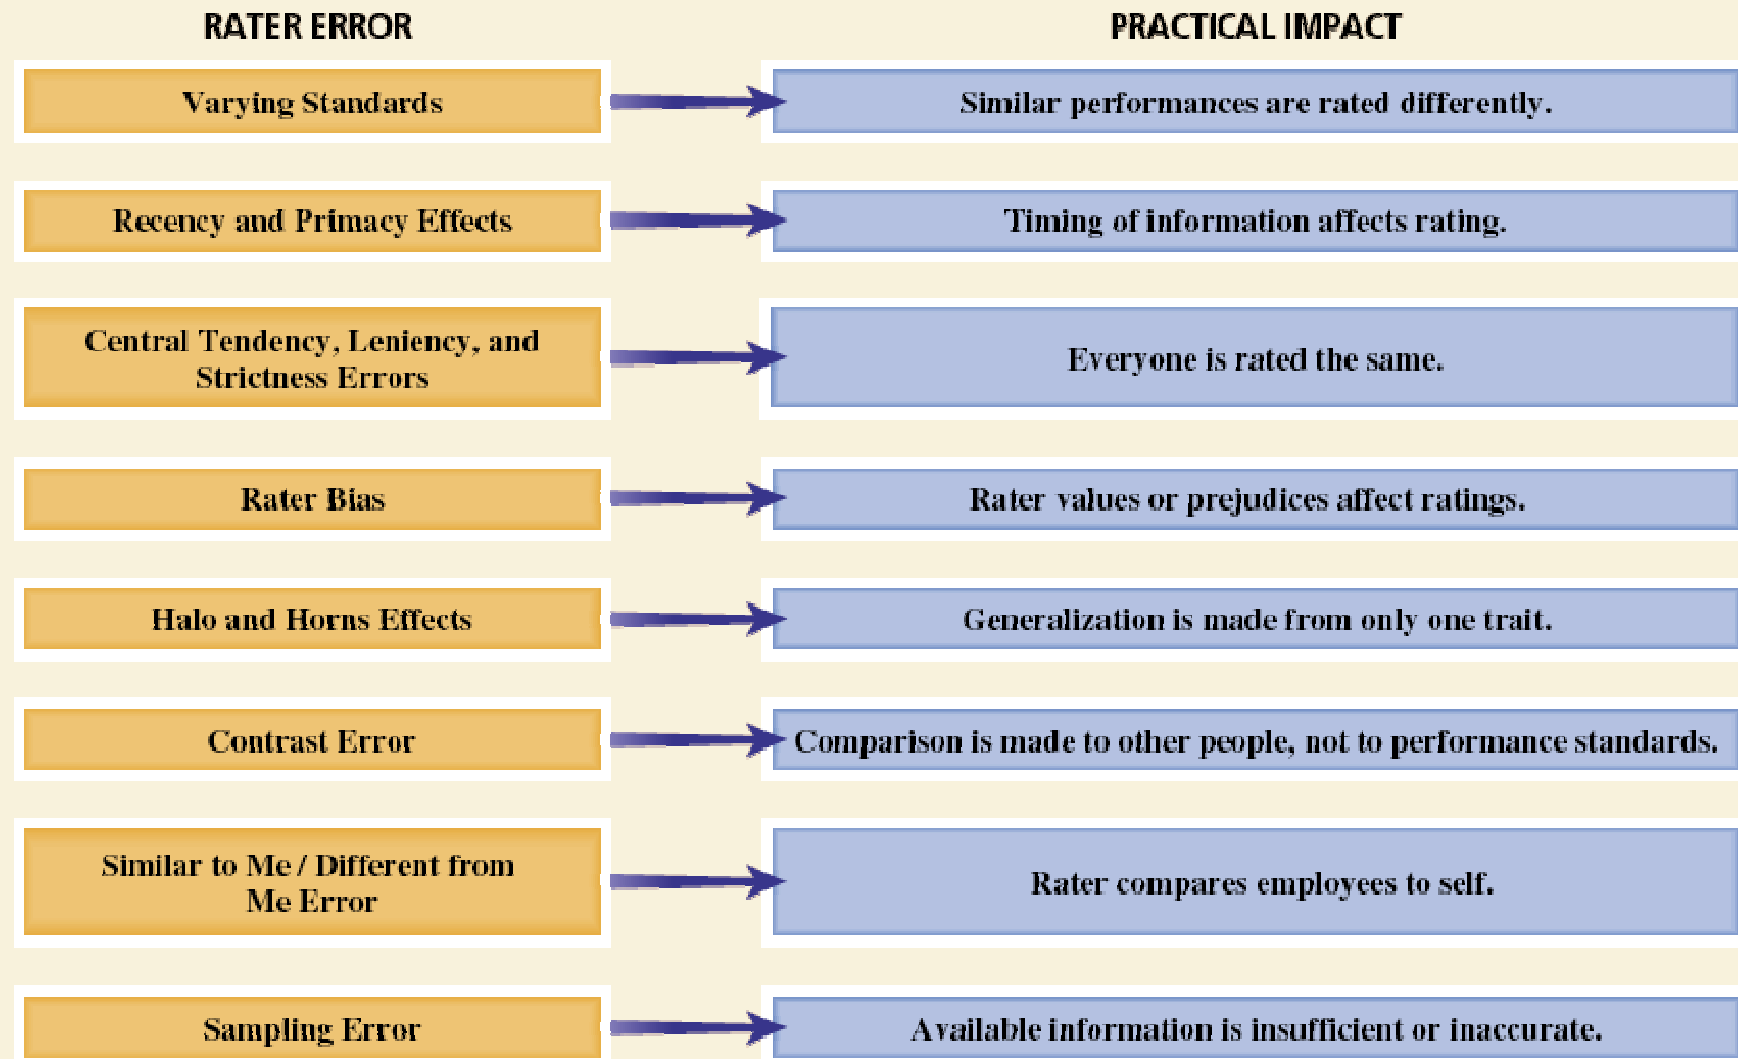 RATER ERROR
PRACTICAL IMPACT
Varying Standards
Similar performances are rated differently.
Recency and Primacy Effects
Timing of information affects rating.
Central Tendency, Leniency, and
Strictness Errors
Everyone is rated the same.
Rater Bias
Rater values or prejudices affect ratings.
Halo and Horns Effects
Generalization is made from only one trait.
Contrast Error
Comparison is made to other people, not to performance standards.
Similar to Me / Different from
Me Error
Rater compares employees to self.
Sampling Error
Available information is insufficient or inaccurate.